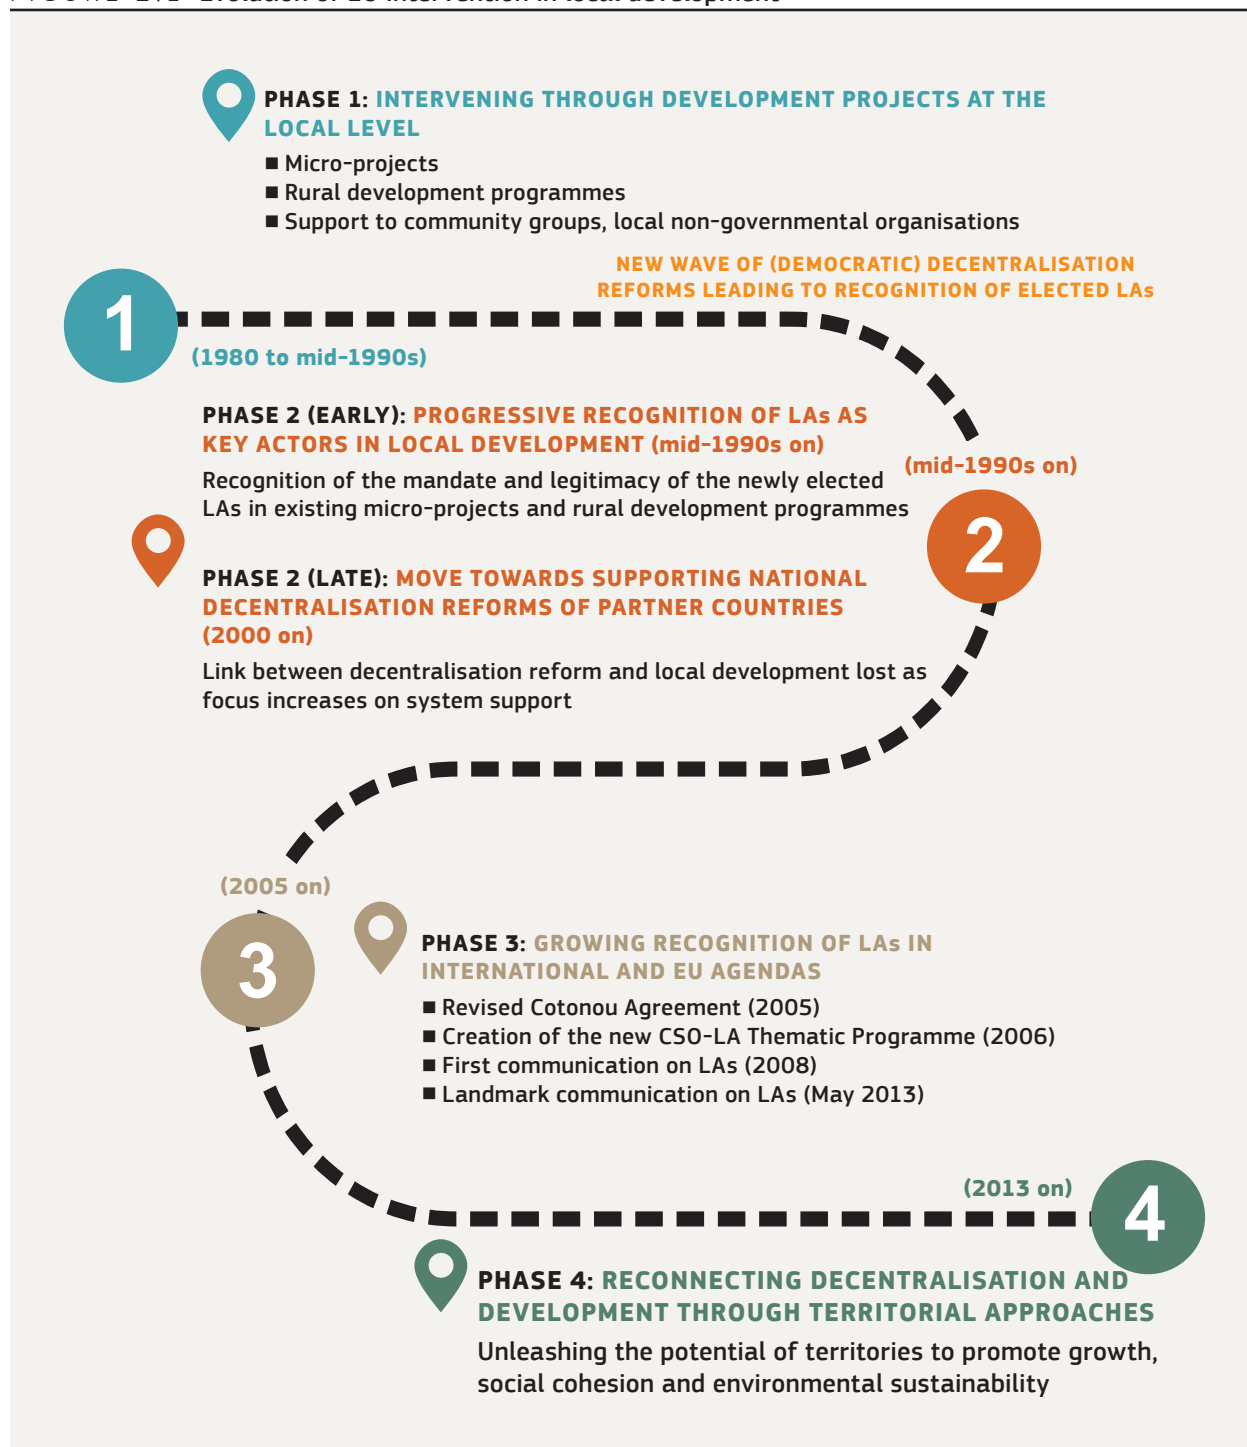 PHASE 1: INTERVENING THROUGH DEVELOPMENT PROJECTS AT THE
LOCAL LEVEL
■ Micro-projects
■ Rural development programmes
■ Support to community groups, local non-governmental organisations
NEW WAVE OF (DEMOCRATIC) DECENTRALISATION
REFORMS LEADING TO RECOGNITION OF ELECTED LAs
1
(1980 to mid-1990s)
PHASE 2 (EARLY): PROGRESSIVE RECOGNITION OF LAs AS
KEY ACTORS IN LOCAL DEVELOPMENT (mid-1990s on)
Recognition of the mandate and legitimacy of the newly elected
LAs in existing micro-projects and rural development programmes
(mid-1990s on)
2
PHASE 2 (LATE): MOVE TOWARDS SUPPORTING NATIONAL
DECENTRALISATION REFORMS OF PARTNER COUNTRIES
(2000 on)
Link between decentralisation reform and local development lost as
focus increases on system support
(2005 on)
3
PHASE 3: GROWING RECOGNITION OF LAs IN
INTERNATIONAL AND EU AGENDAS
■ Revised Cotonou Agreement (2005)
■ Creation of the new CSO-LA Thematic Programme (2006)
■ First communication on LAs (2008)
■ Landmark communication on LAs (May 2013)
(2013 on)
4
PHASE 4: RECONNECTING DECENTRALISATION AND
DEVELOPMENT THROUGH TERRITORIAL APPROACHES
Unleashing the potential of territories to promote growth,
social cohesion and environmental sustainability